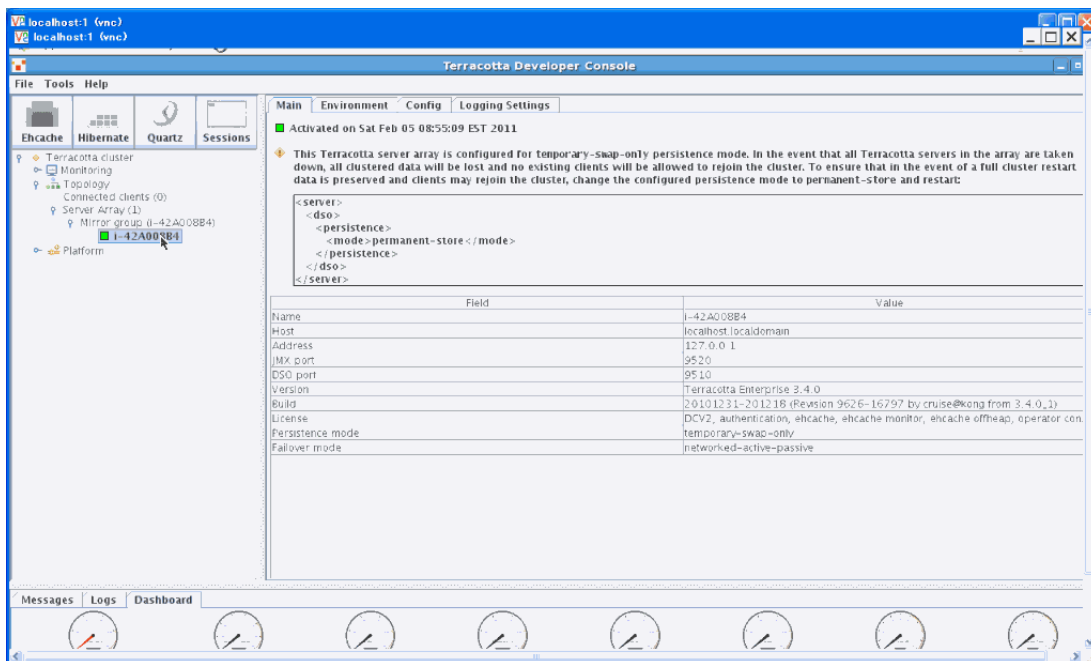 localhost:1 (vnc)
localhost:1 (vnc)
Terracotta Developer Console
File Tools Help
Ehcache Hibernate Quartz Sessions
Terracotta cluster
Monitoring
Topology
Connected clients (0)
Server Array (1)
Mirror group (i-42A008B4)
i-42A008B4
Platform
Main Environment Config Logging Settings
Activated on Sat Feb 05 08:55:09 EST 2011
This Terracotta server array is configured for temporary-swap-only persistence mode. In the event that all Terracotta servers in the array are taken
down, all clustered data will be lost and no existing clients will be allowed to rejoin the cluster. To ensure that in the event of a full cluster restart
data is preserved and clients may rejoin the cluster, change the configured persistence mode to permanent-store and restart:
<server>
<dso>
<persistence>
<mode>permanent-store</mode>
</persistence>
</dso>
</server>
Field Value
Name i-42A008B4
Host localhost.localdomain
Address 127.0.0.1
JMX port 9520
DSO port 9510
Version Terracotta Enterprise 3.4.0
Build 20101231-201218 (Revision 9626-16797 by cruise@kong from 3.4.0_1)
License DCV2, authentication, ehcache, ehcache monitor, ehcache offheap, operator con
Persistence mode temporary-swap-only
Failover mode networked-active-passive
Messages Logs Dashboard